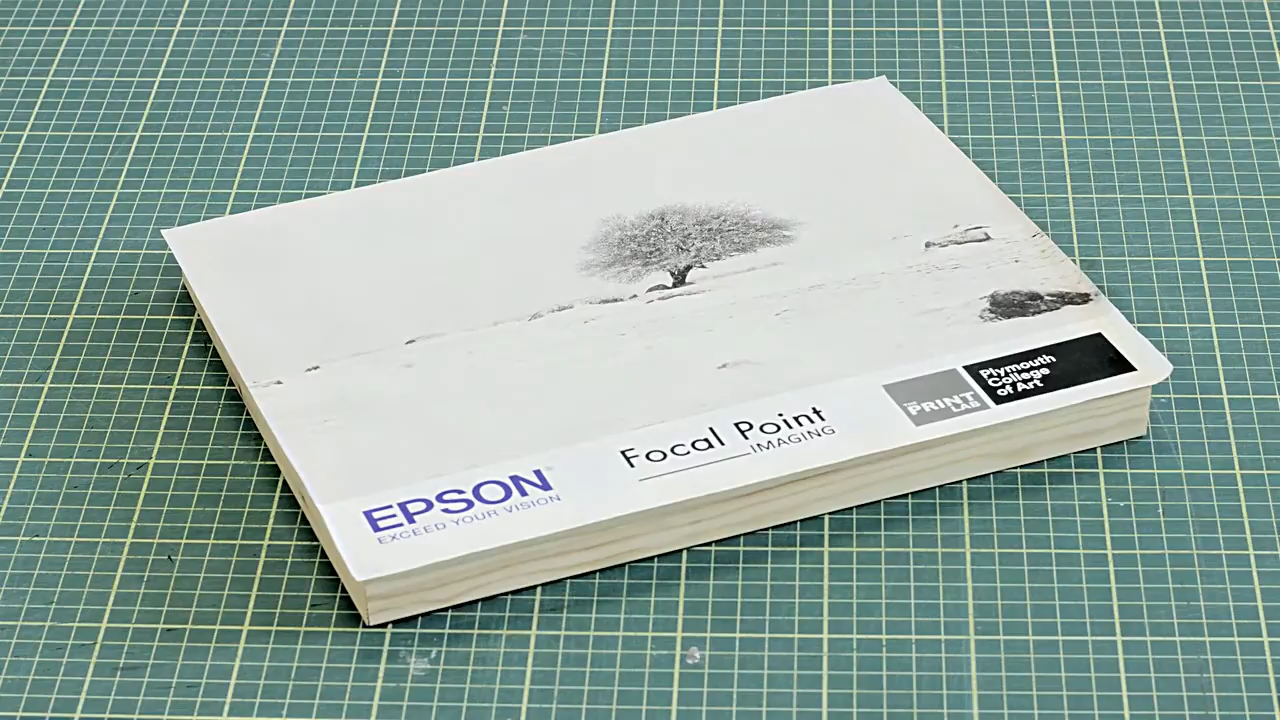 EPSON
EXCEED YOUR VISION
Focal Point
IMAGING
THE
PRINT
LAB
Plymouth
College
of Art